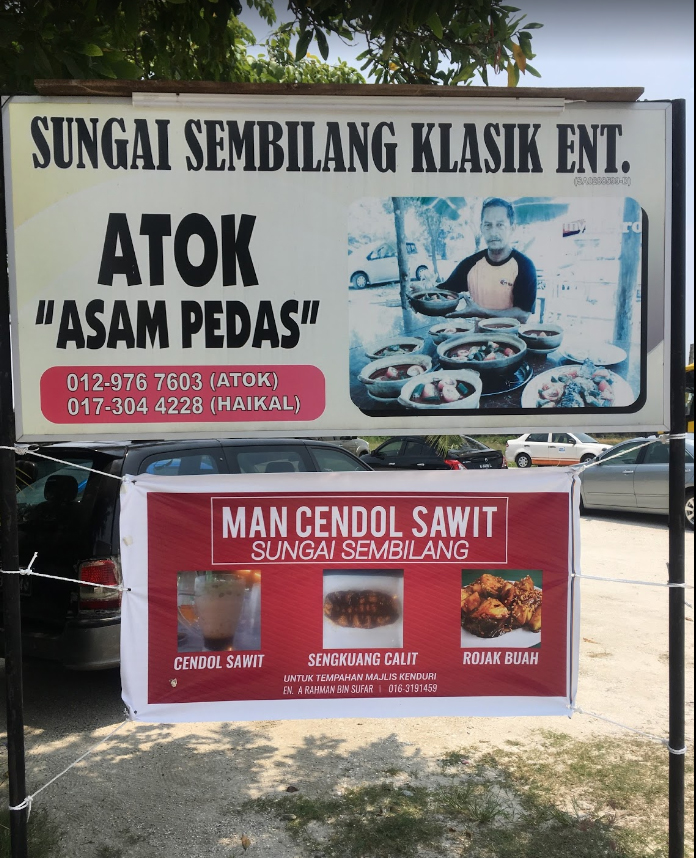 SUNGAI SEMBILANG KLASIK ENT.
ATOK
"ASAM PEDAS"
012-976 7603 (ATOK)
017-304 4228 (HAIKAL)
MAN CENDOL SAWIT
SUNGAI SEMBILANG
CENDOL SAWIT
SENGKUANG CALIT
ROJAK BUAH
UNTUK TEMPAHAN MAJLIS KENDURI
EN. A RAHMAN BIN SUFAR | 016-3191459